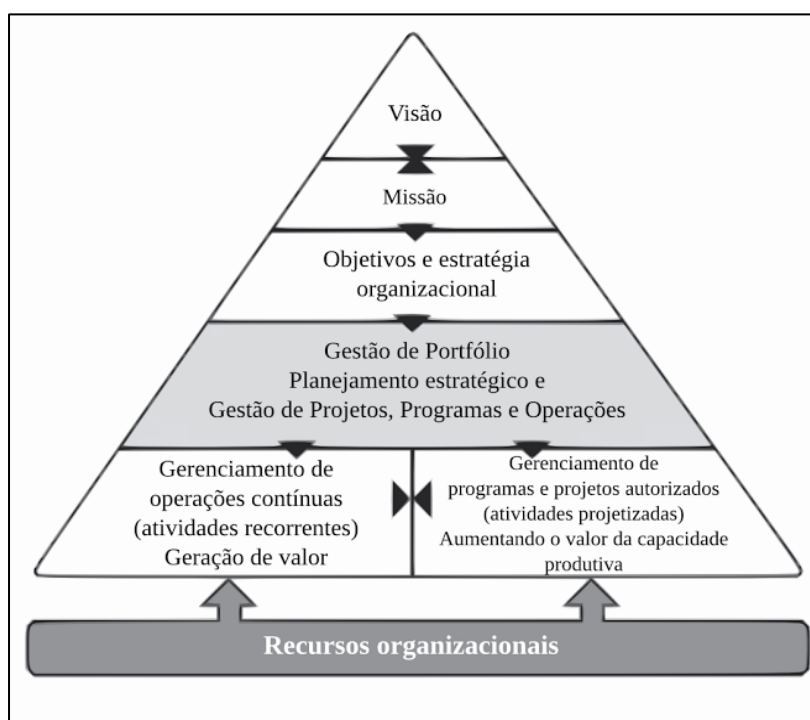 Visão
Missão
Objetivos e estratégia
organizacional
Gestão de Portfólio
Planejamento estratégico e
Gestão de Projetos, Programas e Operações
Gerenciamento de
operações contínuas
(atividades recorrentes)
Geração de valor
Gerenciamento de
programas e projetos autorizados
(atividades projetizadas)
Aumentando o valor da capacidade
produtiva
Recursos organizacionais